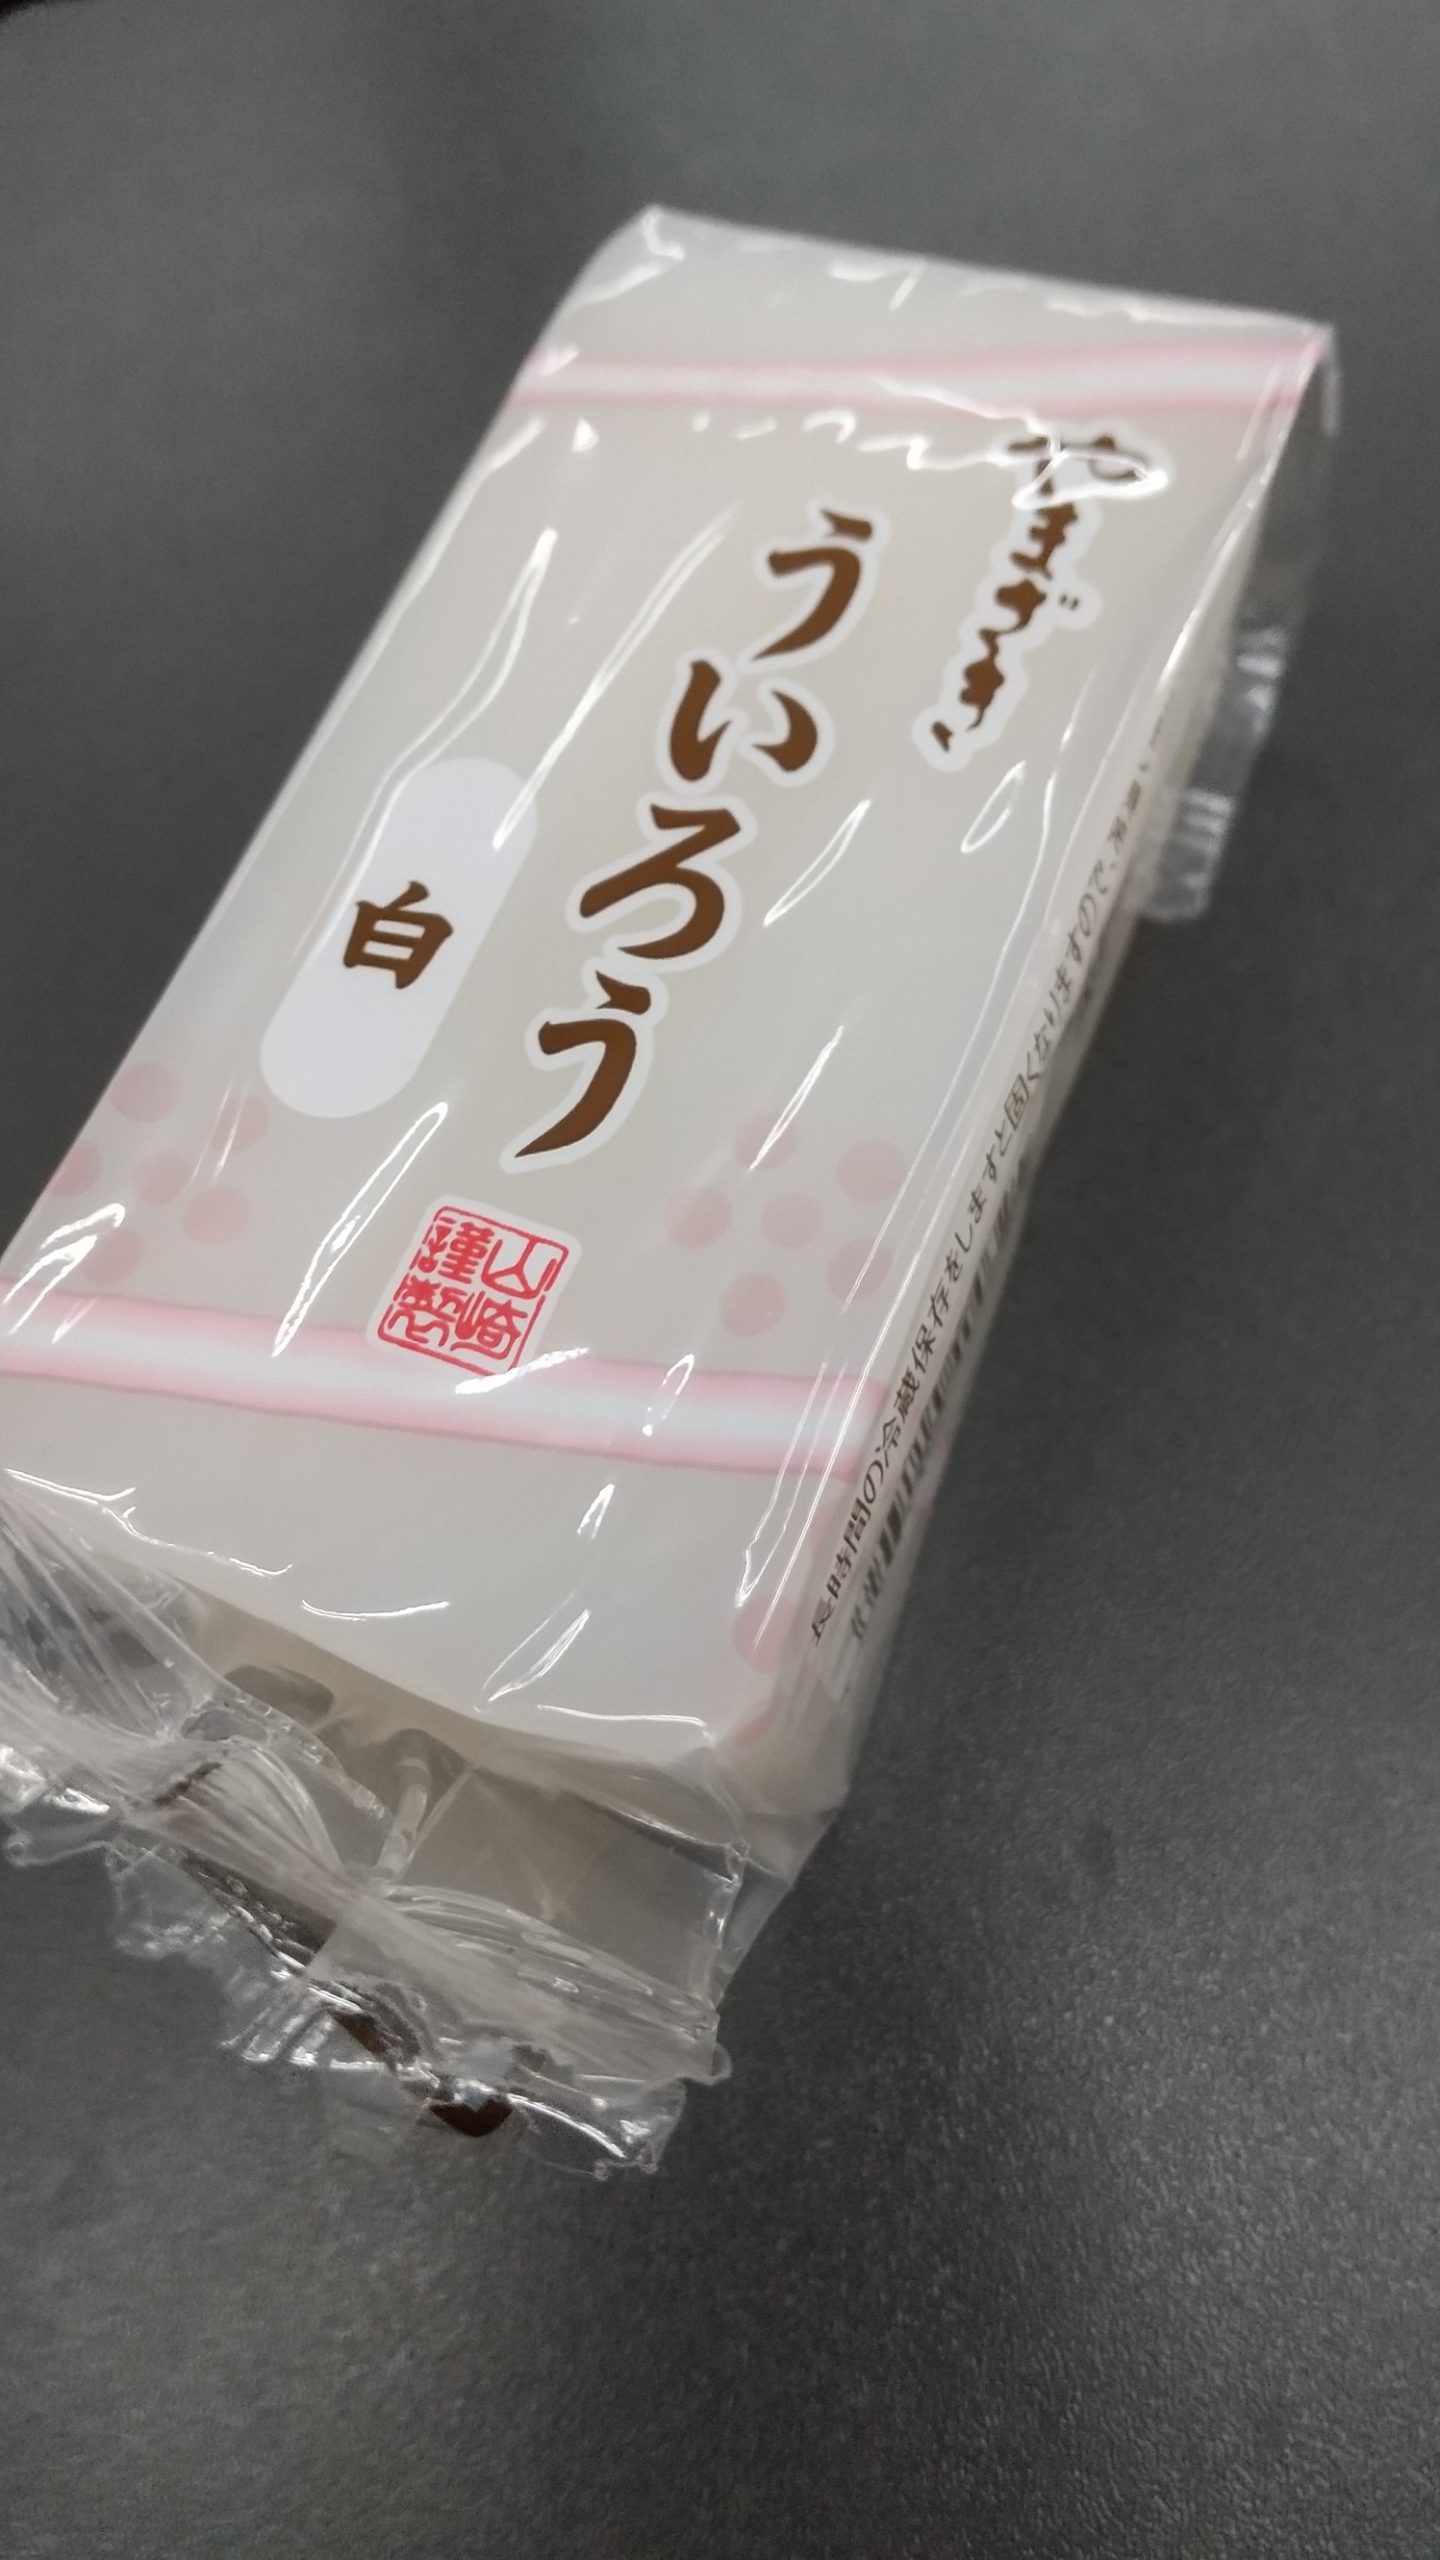 やまざき
ういろう
白
山崎
謹製
長時間の冷蔵保存をしますと固くなりますので、